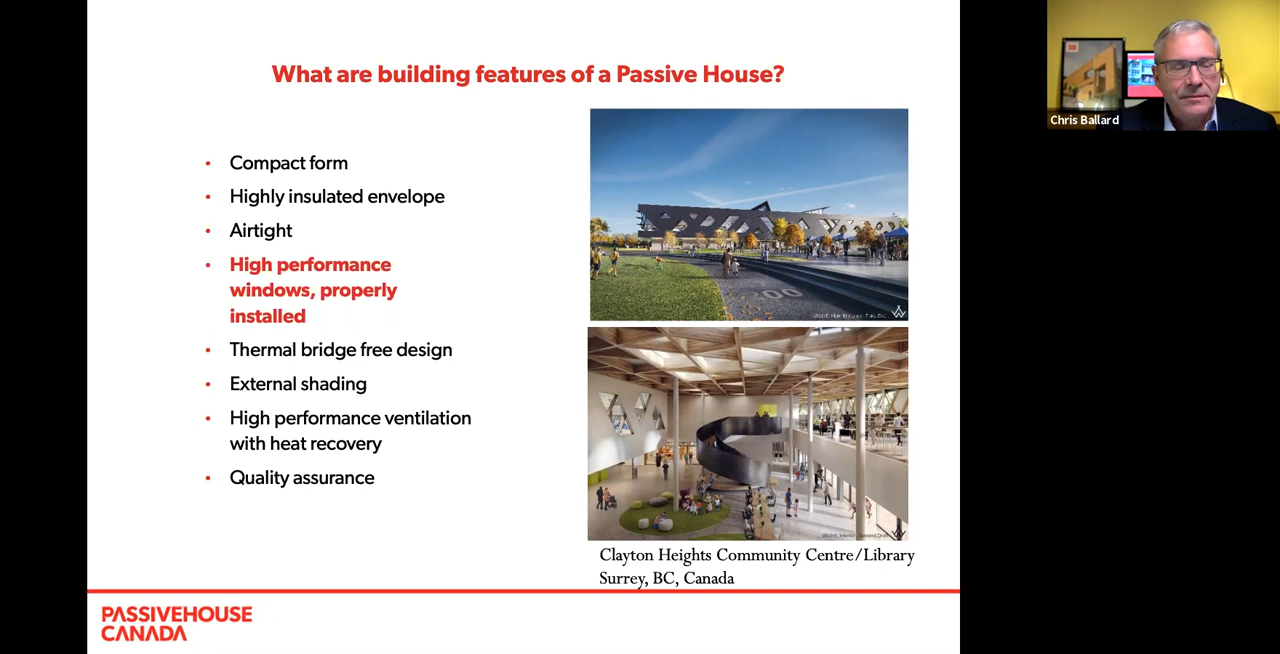 What are building features of a Passive House?
Compact form
Highly insulated envelope
Airtight
High performance
windows, properly
installed
Thermal bridge free design
External shading
High performance ventilation
with heat recovery
Quality assurance
Clayton Heights Community Centre/Library
Surrey, BC, Canada
PASSIVEHOUSE
CANADA
Chris Ballard